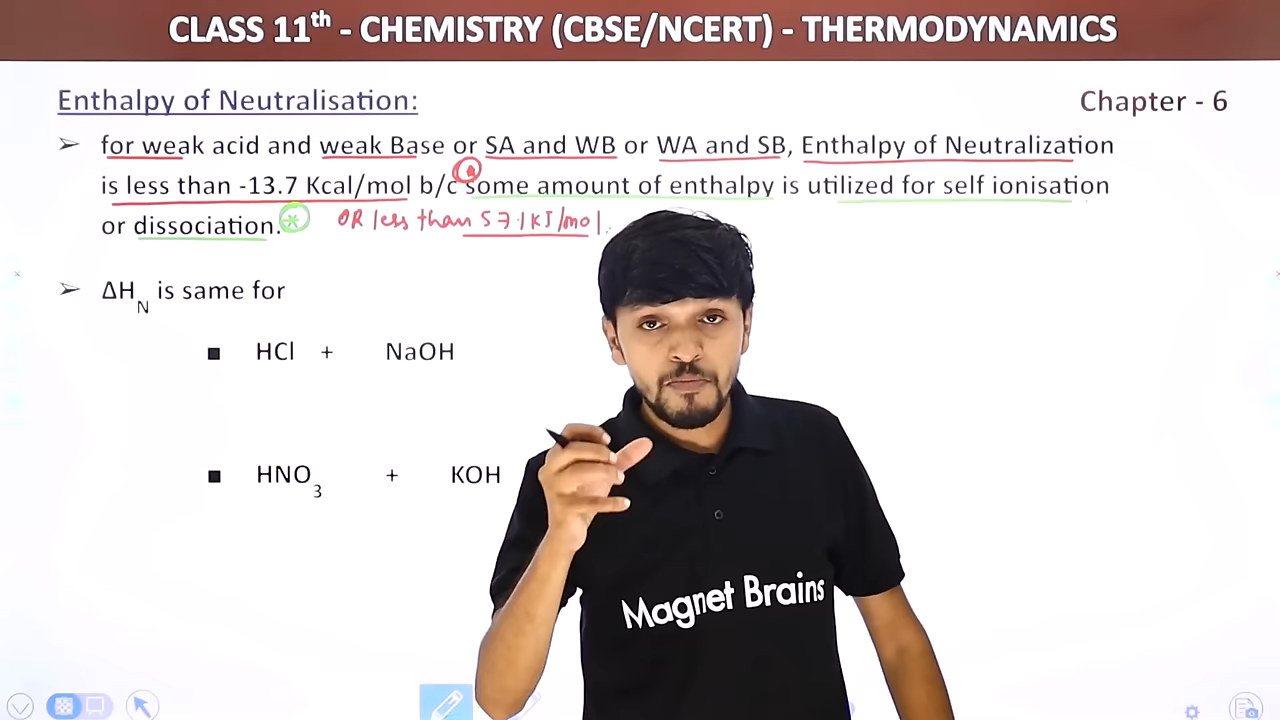 CLASS 11th - CHEMISTRY (CBSE/NCERT) - THERMODYNAMICS
Enthalpy of Neutralisation:
Chapter - 6
➢ for weak acid and weak Base or SA and WB or WA and SB, Enthalpy of Neutralization
is less than -13.7 Kcal/mol b/c some amount of enthalpy is utilized for self ionisation
or dissociation. * OR less than 57.1 KJ/mol.
➢ ΔHN is same for
■ HCl + NaOH
■ HNO3 + KOH
Magnet Brains